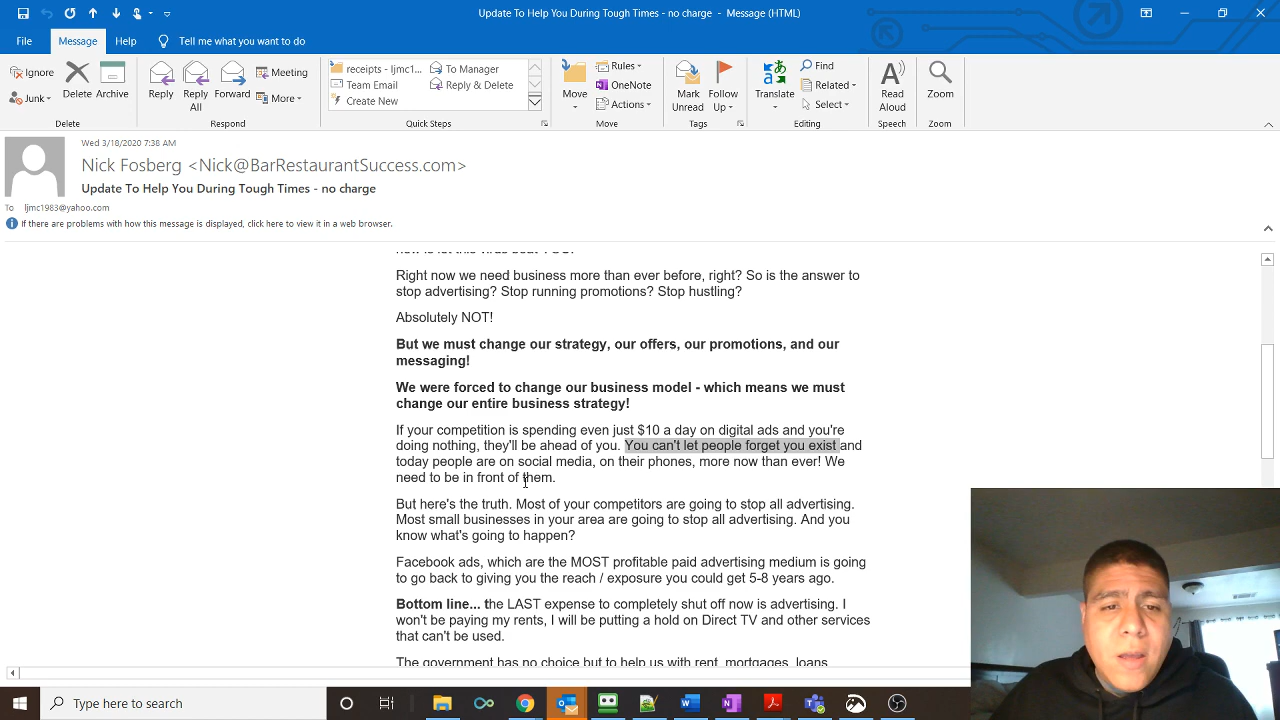 Update To Help You During Tough Times - no charge - Message (HTML)
File Message Help Tell me what you want to do
Ignore
Junk
Delete
Archive
Delete
Reply
Reply All
Forward
Meeting
More
Respond
receipts - ljmc1...
Team Email
Create New
To Manager
Reply & Delete
Quick Steps
Move
Rules
OneNote
Actions
Move
Mark Unread
Follow Up
Tags
Translate
Find
Related
Select
Editing
Read Aloud
Speech
Zoom
Zoom
Wed 3/18/2020 7:38 AM
Nick Fosberg <Nick@BarRestaurantSuccess.com>
Update To Help You During Tough Times - no charge
To ljmc1983@yahoo.com
If there are problems with how this message is displayed, click here to view it in a web browser.
Right now we need business more than ever before, right? So is the answer to
stop advertising? Stop running promotions? Stop hustling?
Absolutely NOT!
But we must change our strategy, our offers, our promotions, and our
messaging!
We were forced to change our business model - which means we must
change our entire business strategy!
If your competition is spending even just $10 a day on digital ads and you're
doing nothing, they'll be ahead of you. You can't let people forget you exist and
today people are on social media, on their phones, more now than ever! We
need to be in front of them.
But here's the truth. Most of your competitors are going to stop all advertising.
Most small businesses in your area are going to stop all advertising. And you
know what's going to happen?
Facebook ads, which are the MOST profitable paid advertising medium is going
to go back to giving you the reach / exposure you could get 5-8 years ago.
Bottom line... the LAST expense to completely shut off now is advertising. I
won't be paying my rents, I will be putting a hold on Direct TV and other services
that can't be used.
The government has no choice but to help us with rent, mortgages, loans
Type here to search